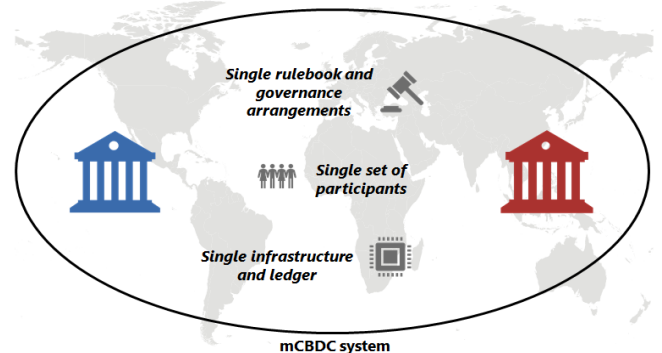 Single rulebook and
governance
arrangements
Single set of
participants
Single infrastructure
and ledger
mCBDC system